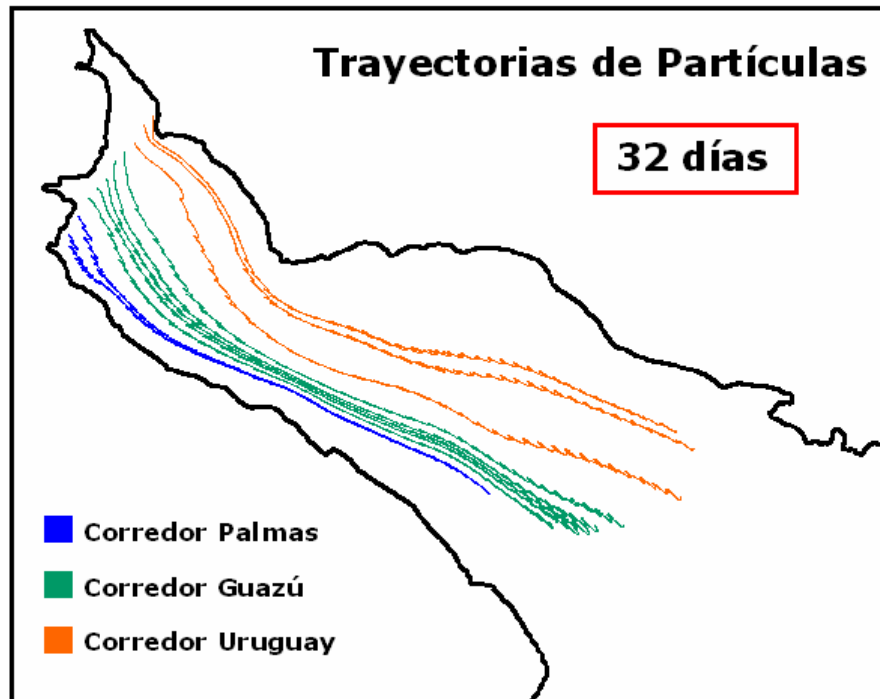 Trayectorias de Partículas
32 días
Corredor Palmas
Corredor Guazú
Corredor Uruguay